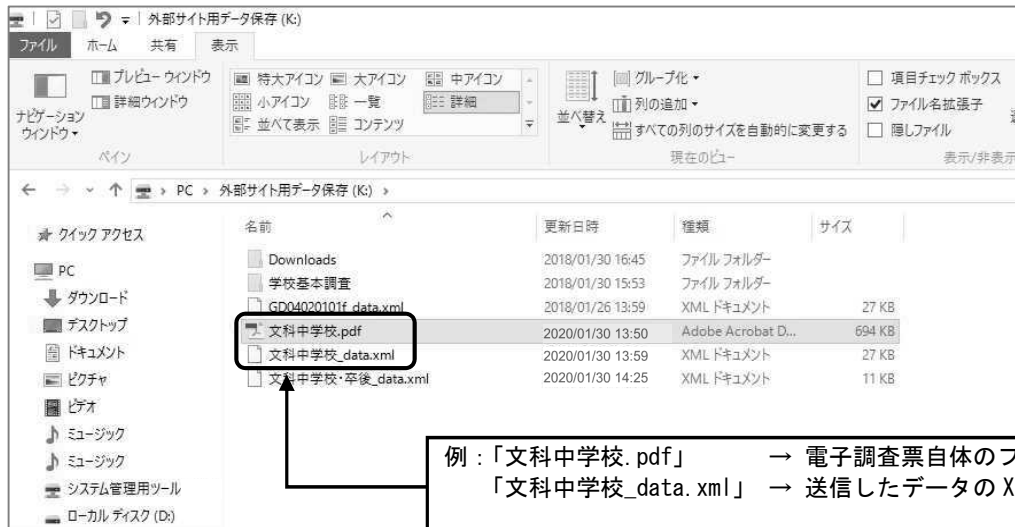 外部サイト用データ保存 (K:)
ファイル ホーム 共有 表示
ナビゲーション ウィンドウ
プレビュー ウィンドウ
詳細ウィンドウ
ペイン
特大アイコン 大アイコン 中アイコン
小アイコン 一覧 詳細
並べて表示 コンテンツ
レイアウト
並べ替え
グループ化
列の追加
すべての列のサイズを自動的に変更する
現在のビュー
項目チェック ボックス
ファイル名拡張子
隠しファイル
表示/非表示
PC › 外部サイト用データ保存 (K:) ›
クイック アクセス
PC
ダウンロード
デスクトップ
ドキュメント
ピクチャ
ビデオ
ミュージック
ミュージック
システム管理用ツール
ローカル ディスク (D:)
名前 更新日時 種類 サイズ
Downloads 2018/01/30 16:45 ファイル フォルダー
学校基本調査 2018/01/30 15:53 ファイル フォルダー
GD04020101f_data.xml 2018/01/26 13:59 XML ドキュメント 27 KB
文科中学校.pdf 2020/01/30 13:50 Adobe Acrobat D... 694 KB
文科中学校_data.xml 2020/01/30 13:59 XML ドキュメント 27 KB
文科中学校・卒後_data.xml 2020/01/30 14:25 XML ドキュメント 11 KB
例：「文科中学校.pdf」 → 電子調査票自体のフ
「文科中学校_data.xml」 → 送信したデータの X